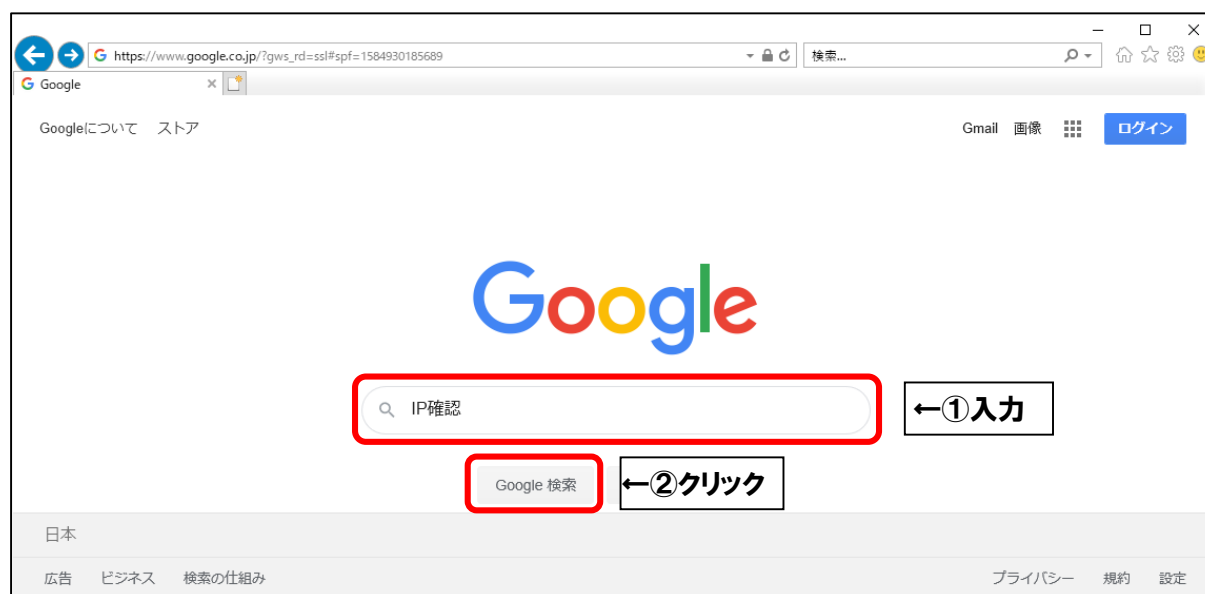 https://www.google.co.jp/?gws_rd=ssl#spf=1584930185689
検索...
Google
Googleについて ストア
Gmail 画像 ログイン
Google
IP確認
←①入力
Google 検索
←②クリック
日本
広告 ビジネス 検索の仕組み
プライバシー 規約 設定